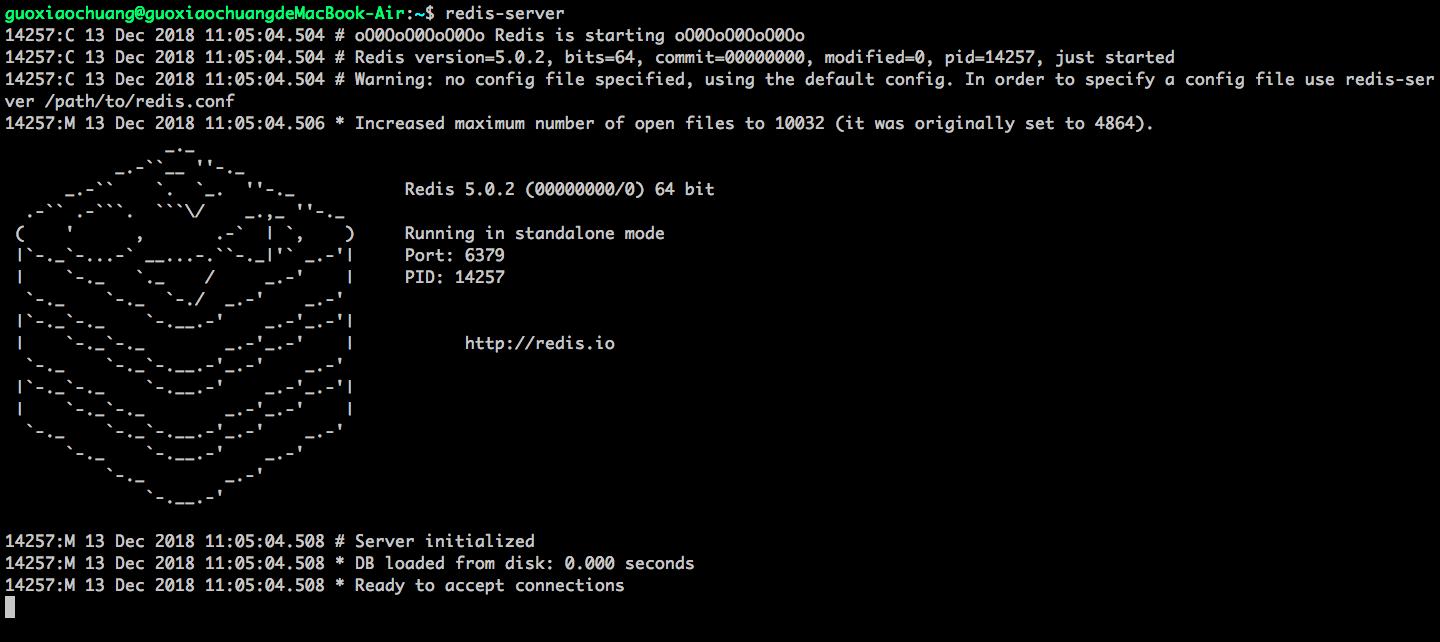 guoxiaochuang@guoxiaochuangdeMacBook-Air:~$ redis-server
14257:C 13 Dec 2018 11:05:04.504 # oO0OoO0OoO0Oo Redis is starting oO0OoO0OoO0Oo
14257:C 13 Dec 2018 11:05:04.504 # Redis version=5.0.2, bits=64, commit=00000000, modified=0, pid=14257, just started
14257:C 13 Dec 2018 11:05:04.504 # Warning: no config file specified, using the default config. In order to specify a config file use redis-ser
ver /path/to/redis.conf
14257:M 13 Dec 2018 11:05:04.506 * Increased maximum number of open files to 10032 (it was originally set to 4864).
Redis 5.0.2 (00000000/0) 64 bit
Running in standalone mode
Port: 6379
PID: 14257
http://redis.io
14257:M 13 Dec 2018 11:05:04.508 # Server initialized
14257:M 13 Dec 2018 11:05:04.508 * DB loaded from disk: 0.000 seconds
14257:M 13 Dec 2018 11:05:04.508 * Ready to accept connections